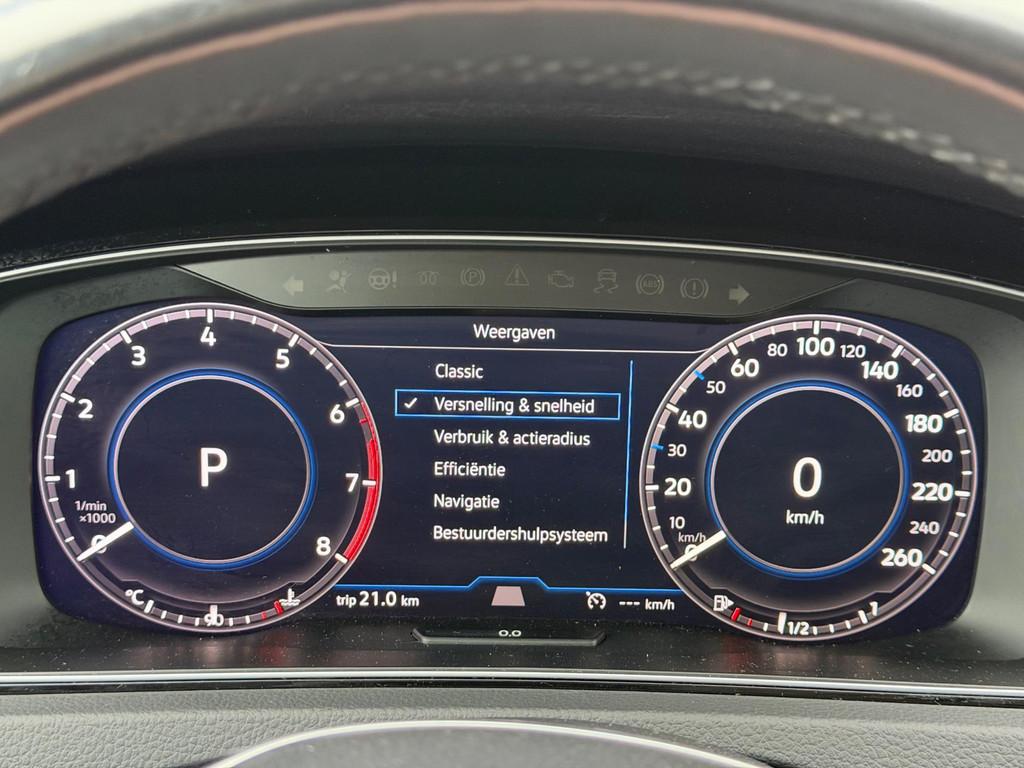 P
ABS
Weergaven
Classic
Versnelling & snelheid
Verbruik & actieradius
Efficiëntie
Navigatie
Bestuurdershulpsysteem
0 1 2 3 4 5 6 7 8
1/min
×1000
P
°C
90
trip 21.0 km
--- km/h
0.0
0 10 20 30 40 50 60 80 100 120 140 160 180 200 220 240 260
km/h
0
km/h
1/2 1